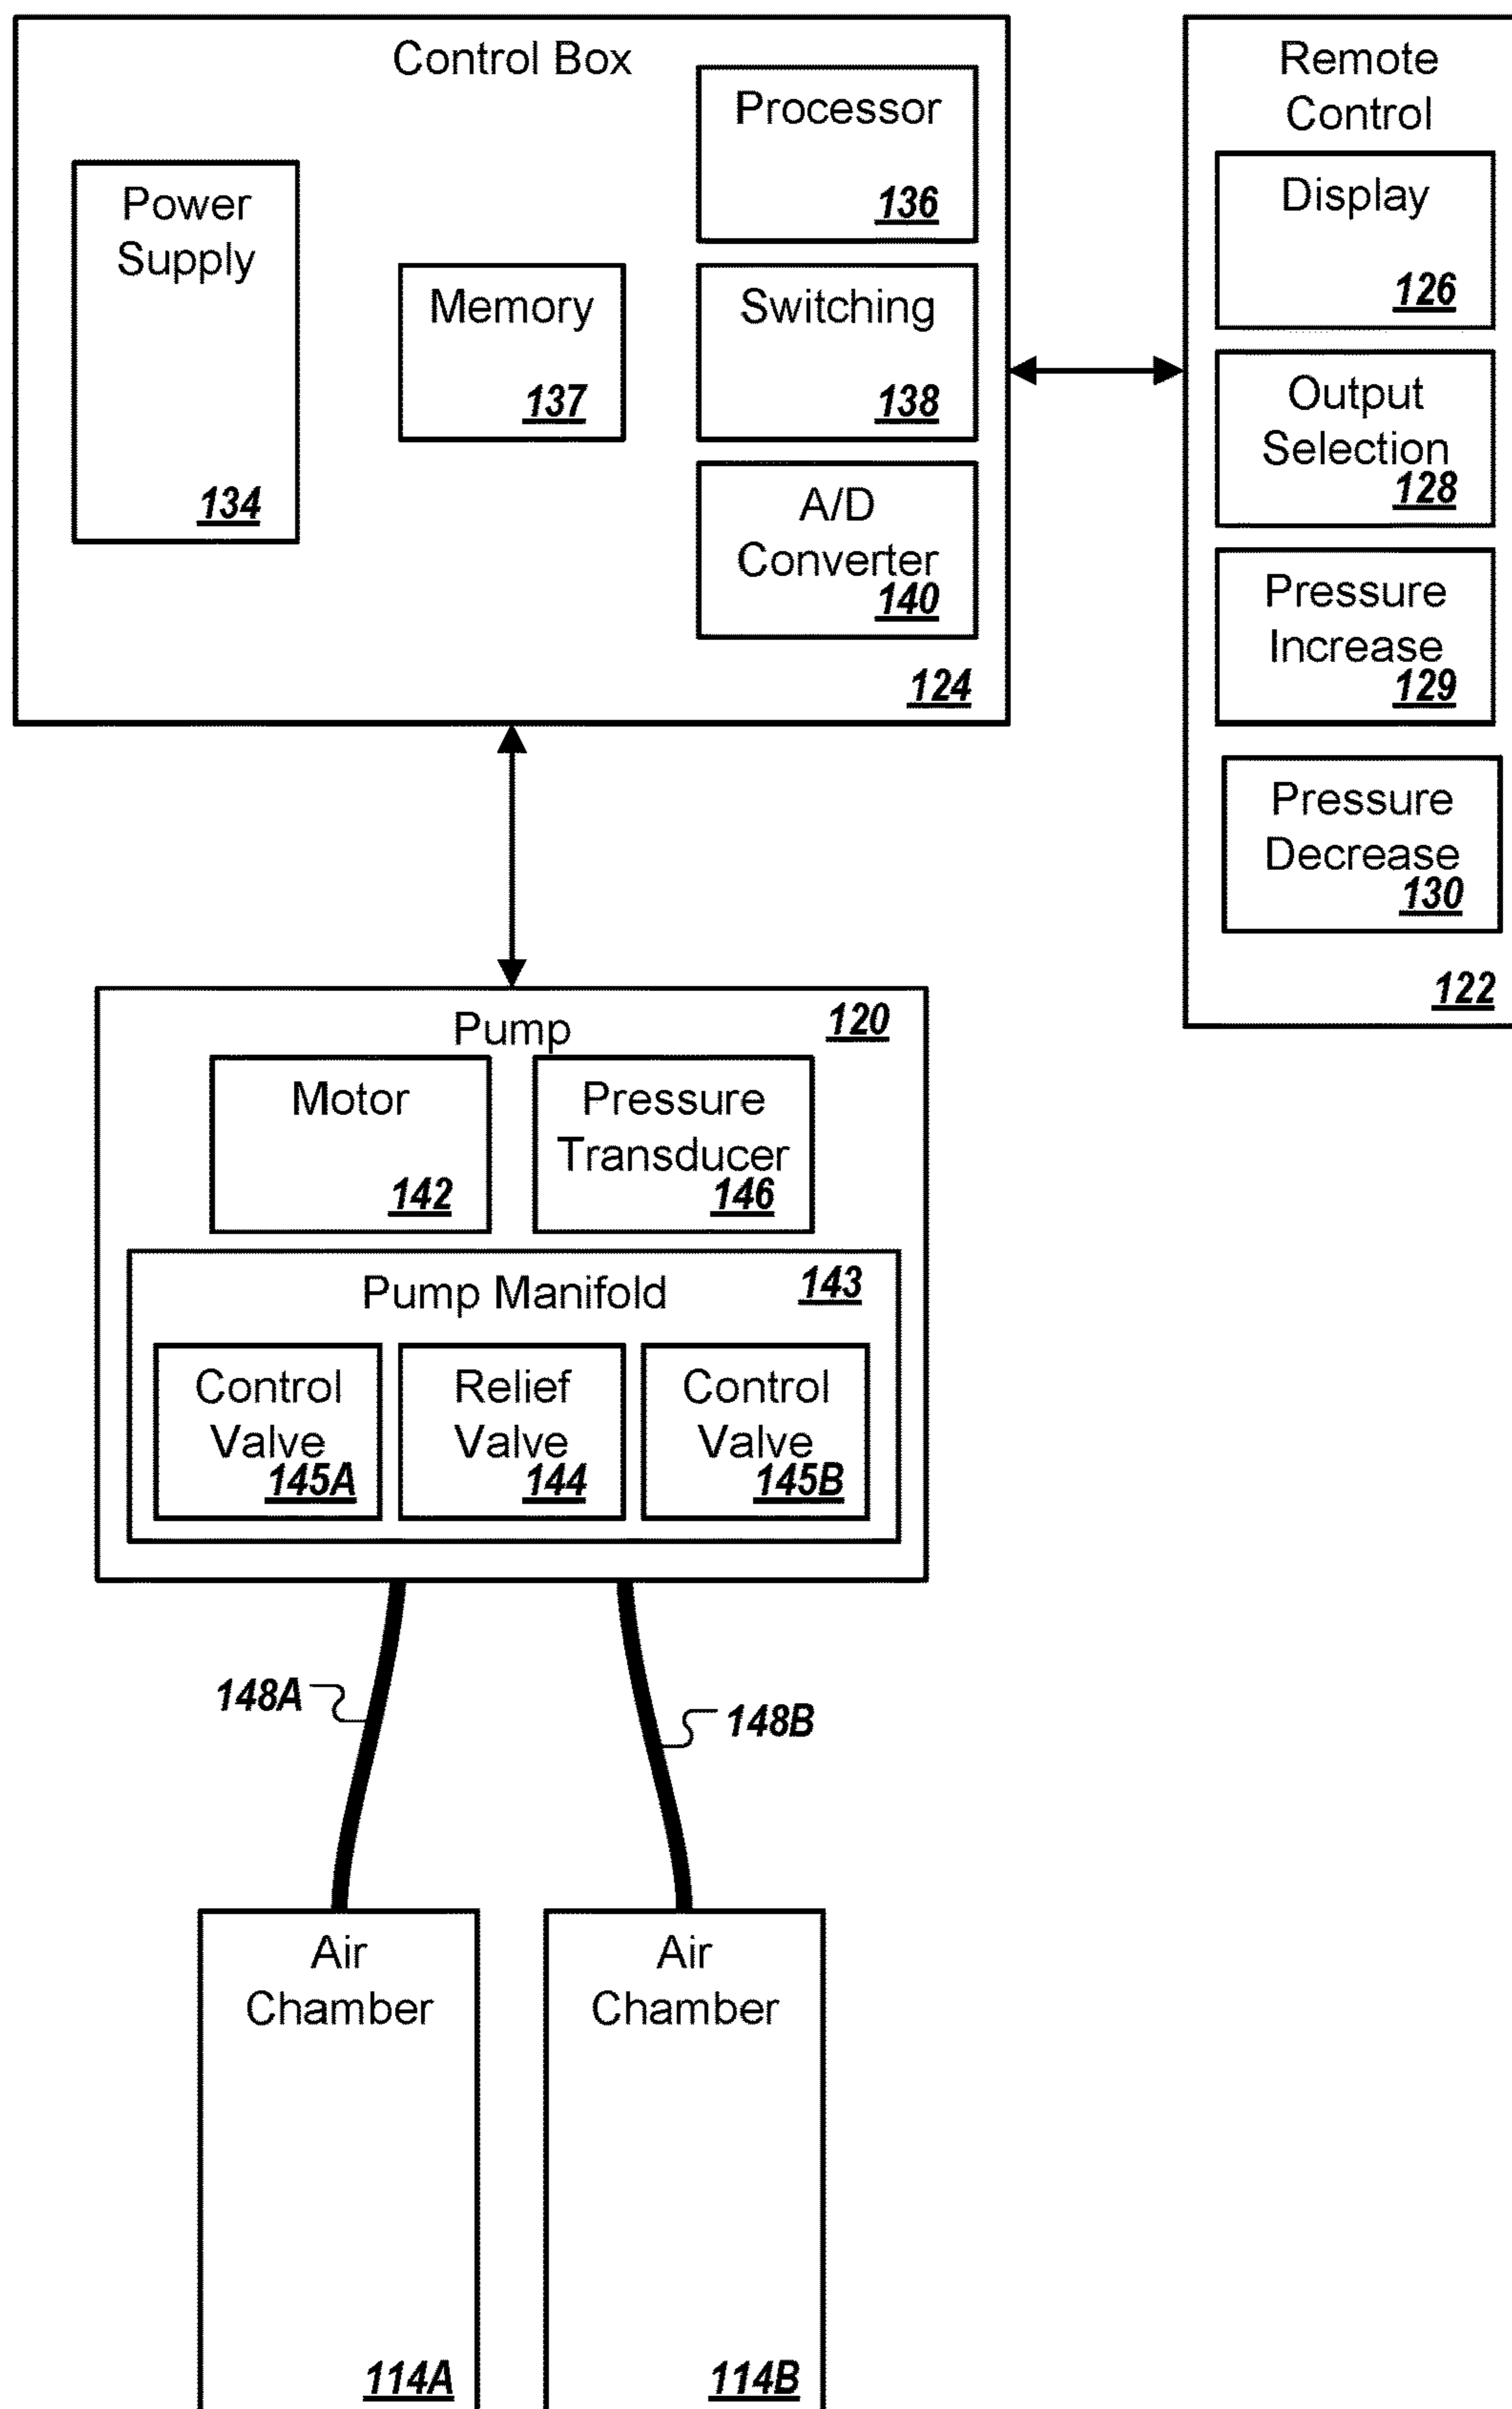 Control Box
Power
Supply
134
Memory
137
Processor
136
Switching
138
A/D
Converter
140
124
Remote
Control
Display
126
Output
Selection
128
Pressure
Increase
129
Pressure
Decrease
130
122
Pump
120
Motor
142
Pressure
Transducer
146
Pump Manifold
143
Control
Valve
145A
Relief
Valve
144
Control
Valve
145B
148A
148B
Air
Chamber
114A
Air
Chamber
114B